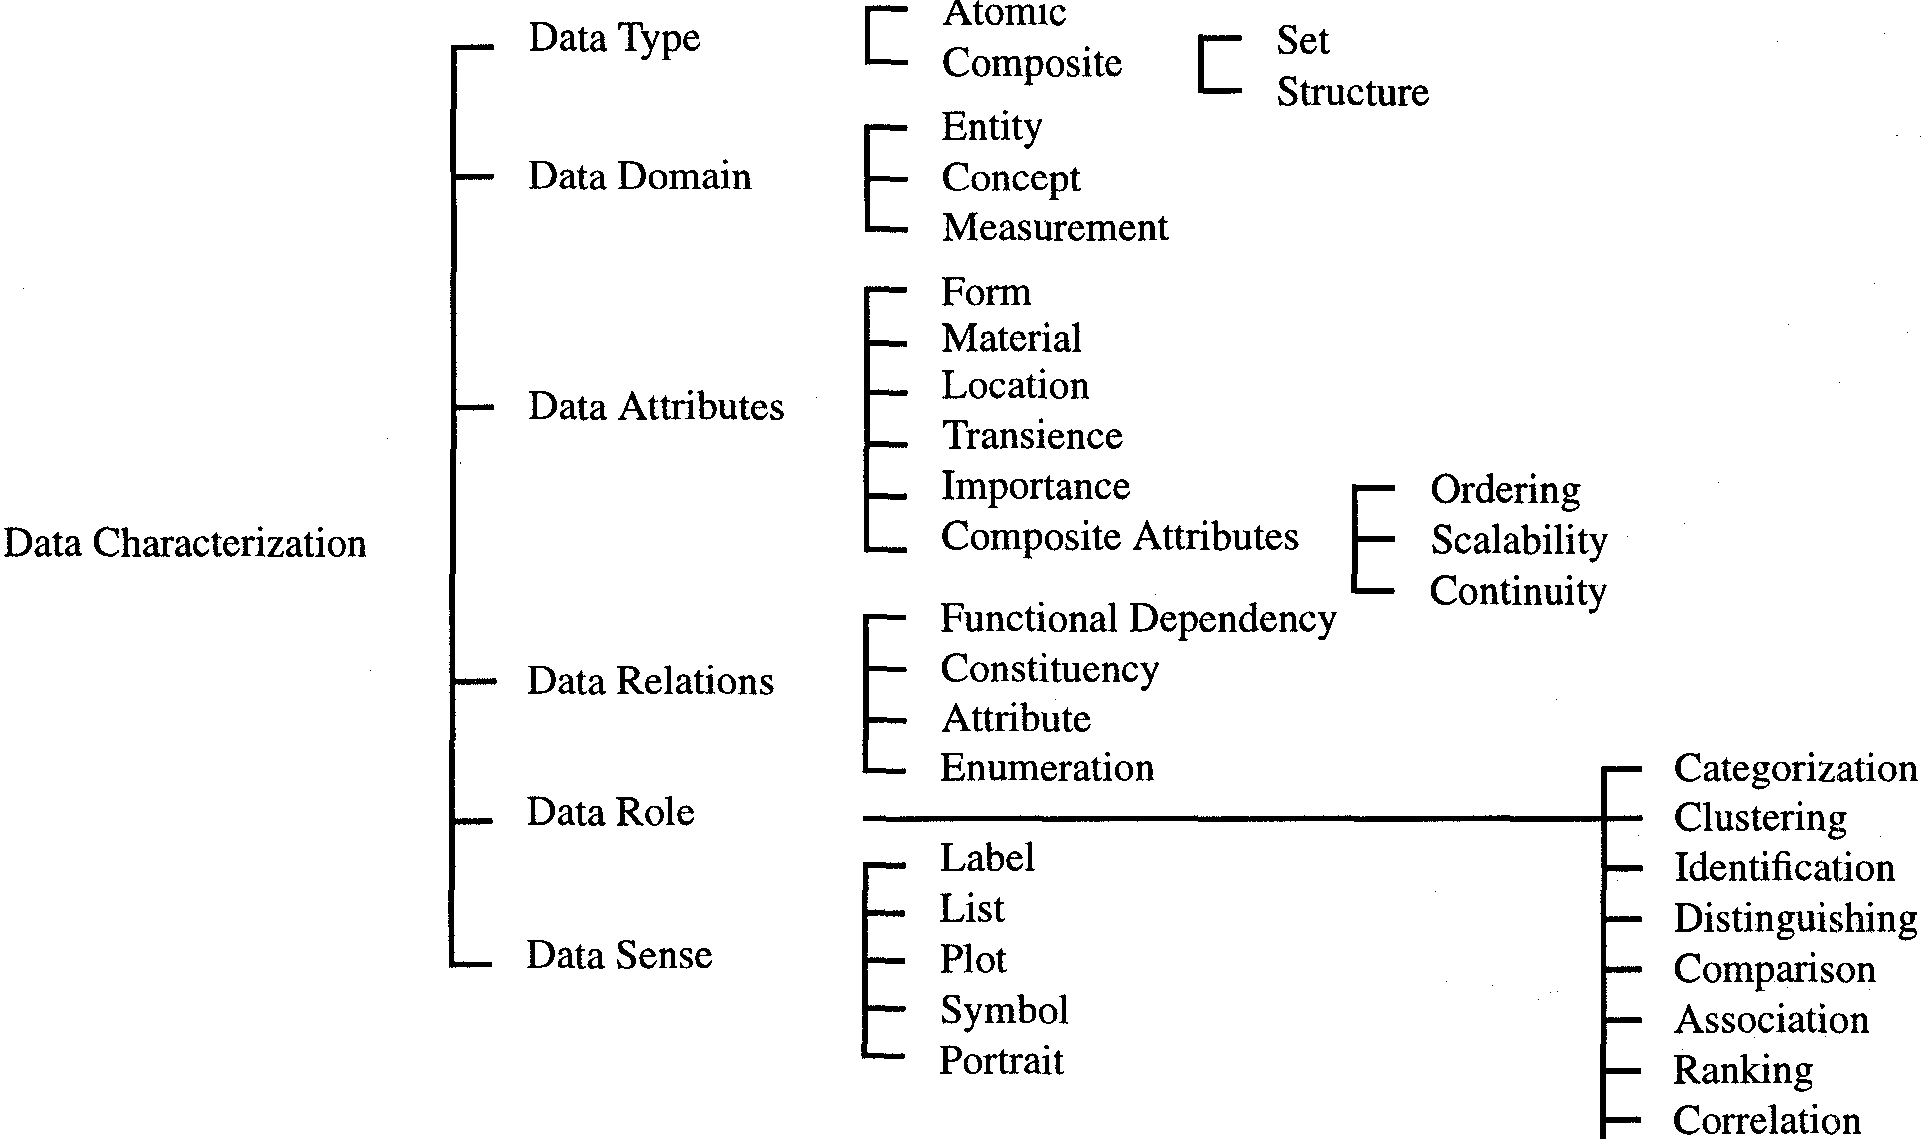 Atomic
Data Type
Set
Composite
Structure
Entity
Data Domain
Concept
Measurement
Form
Material
Location
Data Attributes
Transience
Importance
Ordering
Composite Attributes
Scalability
Data Characterization
Continuity
Functional Dependency
Constituency
Data Relations
Attribute
Enumeration
Categorization
Data Role
Clustering
Label
Identification
List
Distinguishing
Data Sense
Plot
Comparison
Symbol
Association
Portrait
Ranking
Correlation